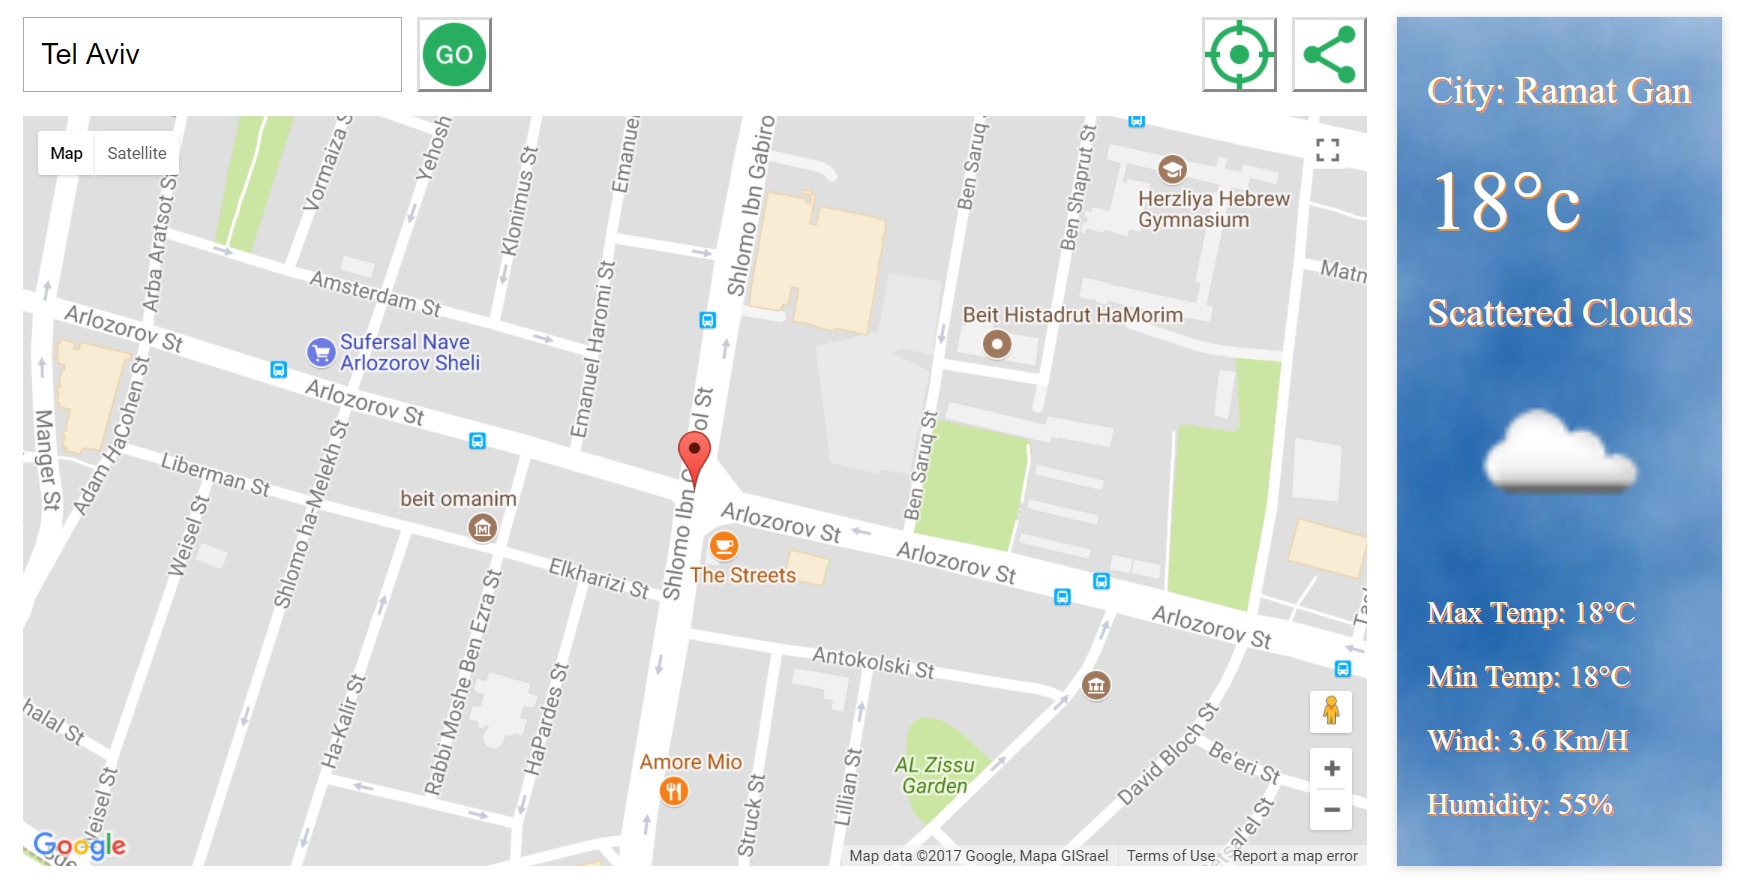 Tel Aviv
GO
Map
Satellite
Vormaiza S
Yehosh
Klonimus St
Emanuel
Shlomo Ibn Gabiro
Ben Saruq
Ben Shaprut St
Herzliya Hebrew
Gymnasium
Arba Aratsot St
Matn
Amsterdam St
Emanuel Haromi St
Beit Histadrut HaMorim
Arlozorov St
Sufersal Nave
Arlozorov Sheli
Arlozorov St
ol St
Manger St
Adam HaCohen St
Ben Saruq St
Liberman St
Shlomo ha-Melekh St
beit omanim
Weisel St
Shlomo Ibn G
Arlozorov St
Arlozorov St
Elkharizi St
The Streets
Arlozorov St
Rabbi Moshe Ben Ezra St
Antokolski St
HaPardes St
Ha-Kalir St
halal St
David Bloch St
Be'eri St
Amore Mio
AL Zissu
Garden
Struck St
Lillian St
Weisel St
etsal'el St
+
−
Google
Map data ©2017 Google, Mapa GISrael
Terms of Use
Report a map error
City: Ramat Gan
18°c
Scattered Clouds
Max Temp: 18°C
Min Temp: 18°C
Wind: 3.6 Km/H
Humidity: 55%